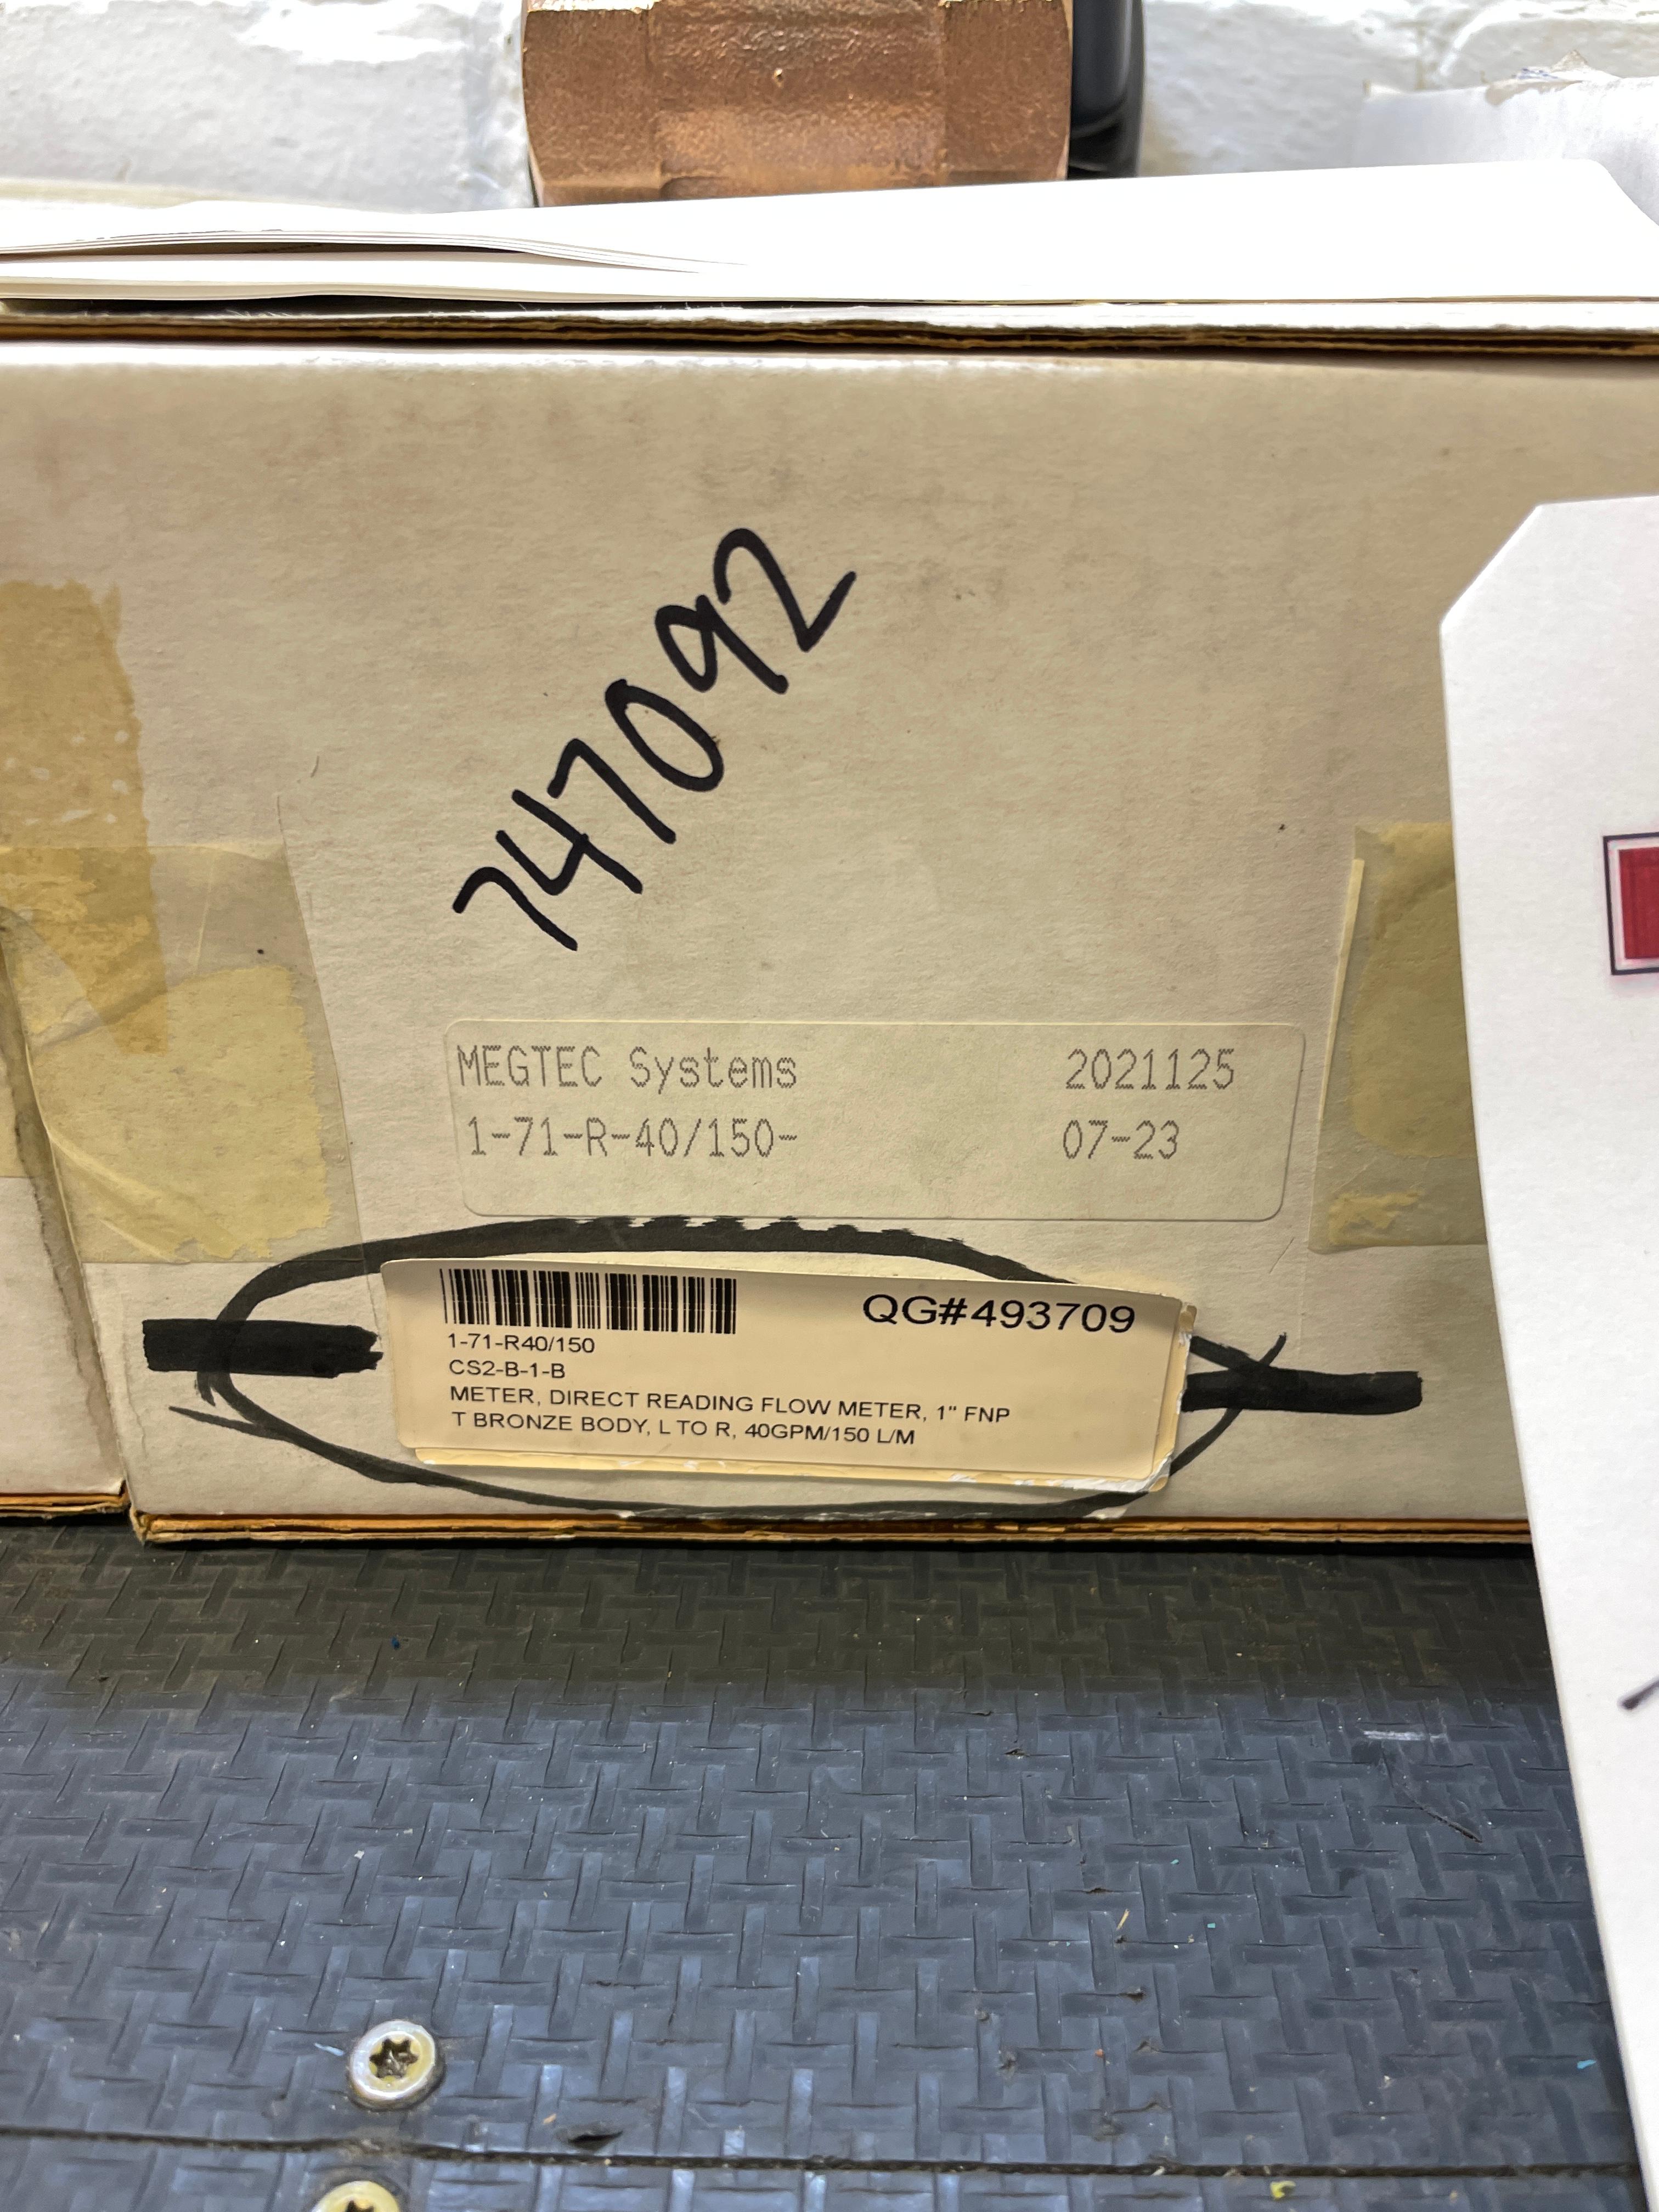 747092
MEGTEC Systems 2021125
1-71-R-40/150- 07-23
QG#493709
1-71-R40/150
CS2-B-1-B
METER, DIRECT READING FLOW METER, 1" FNP
T BRONZE BODY, L TO R, 40GPM/150 L/M